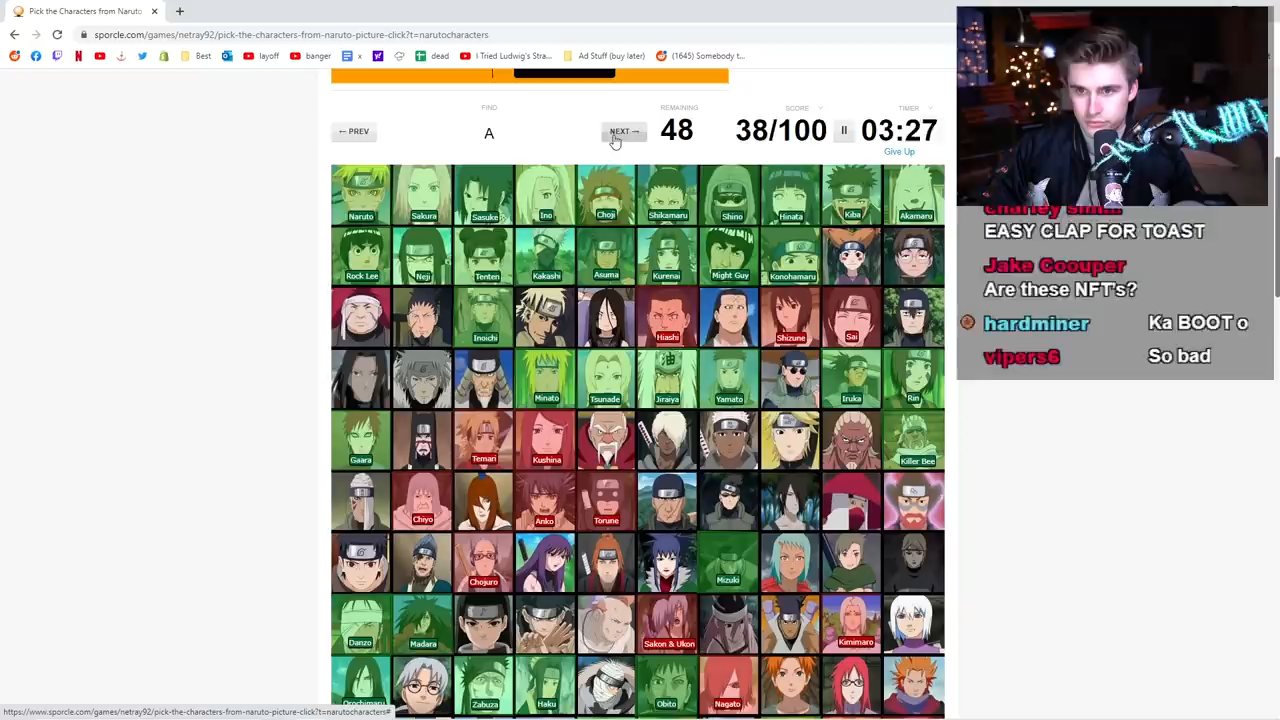 Pick the Characters from Naruto
sporcle.com/games/netray92/pick-the-characters-from-naruto-picture-click?t=narutocharacters
Best
layoff
banger
x
dead
I Tried Ludwig's Stra...
Ad Stuff (buy later)
(1645) Somebody t...
FIND
REMAINING
SCORE
TIMER
← PREV
A
NEXT →
48
38/100
03:27
Give Up
Naruto
Sakura
Sasuke
Ino
Choji
Shikamaru
Shino
Hinata
Kiba
Akamaru
Rock Lee
Neji
Tenten
Kakashi
Asuma
Kurenai
Might Guy
Konohamaru
Inoichi
Hiashi
Shizune
Sai
Minato
Tsunade
Jiraiya
Yamato
Iruka
Rin
Gaara
Temari
Kushina
Killer Bee
Chiyo
Anko
Torune
Chojuro
Mizuki
Danzo
Madara
Sakon & Ukon
Kimimaro
Orochimaru
Zabuza
Haku
Obito
Nagato
EASY CLAP FOR TOAST
Jake Coouper
Are these NFT's?
hardminer Ka BOOT o
vipers6 So bad
https://www.sporcle.com/games/netray92/pick-the-characters-from-naruto-picture-click?t=narutocharacters#